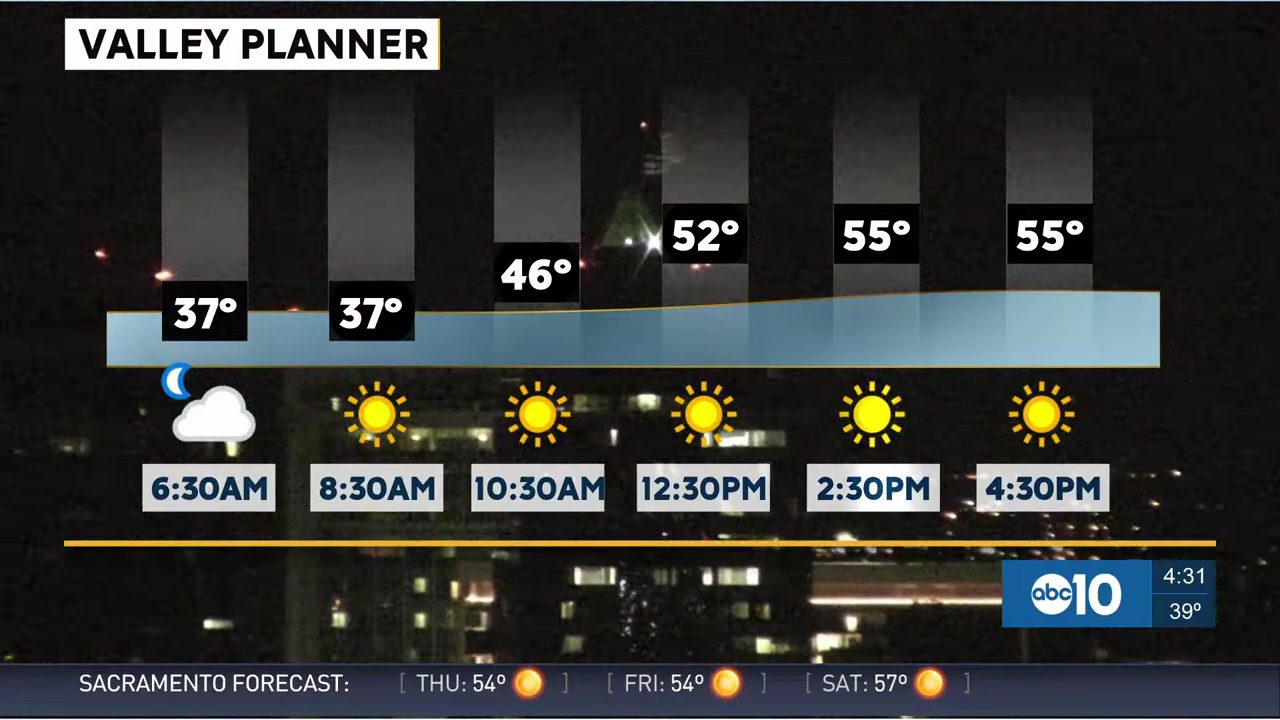 VALLEY PLANNER
37° 37° 46° 52° 55° 55°
6:30AM 8:30AM 10:30AM 12:30PM 2:30PM 4:30PM
abc10 4:31
39°
SACRAMENTO FORECAST: [ THU: 54° ] [ FRI: 54° ] [ SAT: 57° ]